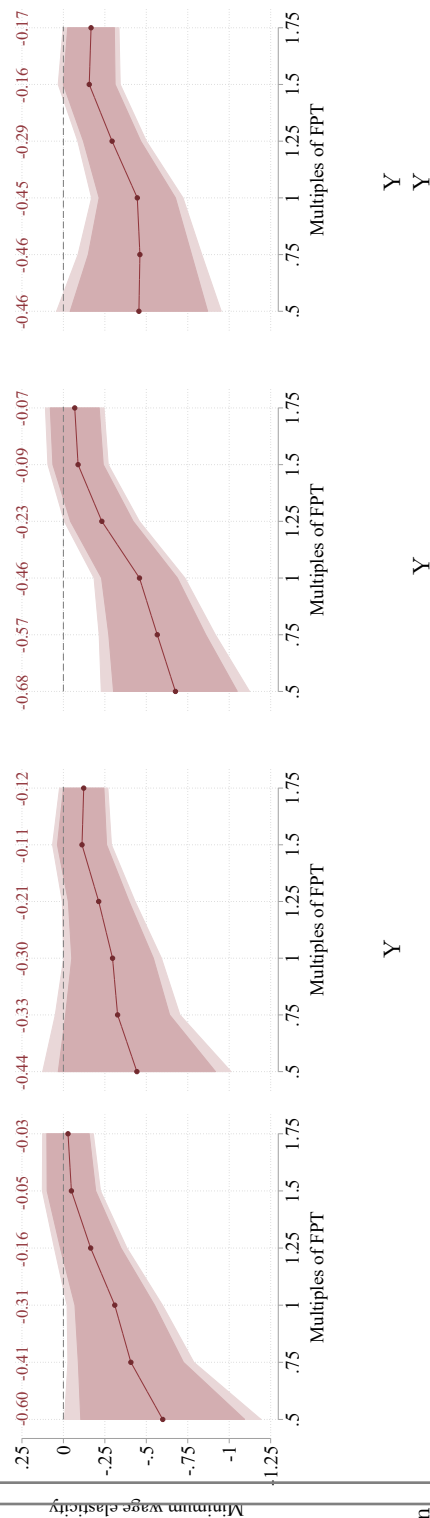 -0.60 -0.41 -0.31 -0.16 -0.05 -0.03
-0.44 -0.33 -0.30 -0.21 -0.11 -0.12
-0.68 -0.57 -0.46 -0.23 -0.09 -0.07
-0.46 -0.46 -0.45 -0.29 -0.16 -0.17
Minimum wage elasticity
.25
0
-.25
-.5
-.75
-1
-1.25
.5 .75 1 1.25 1.5 1.75
Multiples of FPT
.5 .75 1 1.25 1.5 1.75
Multiples of FPT
.5 .75 1 1.25 1.5 1.75
Multiples of FPT
.5 .75 1 1.25 1.5 1.75
Multiples of FPT
Y Y
n Y Y